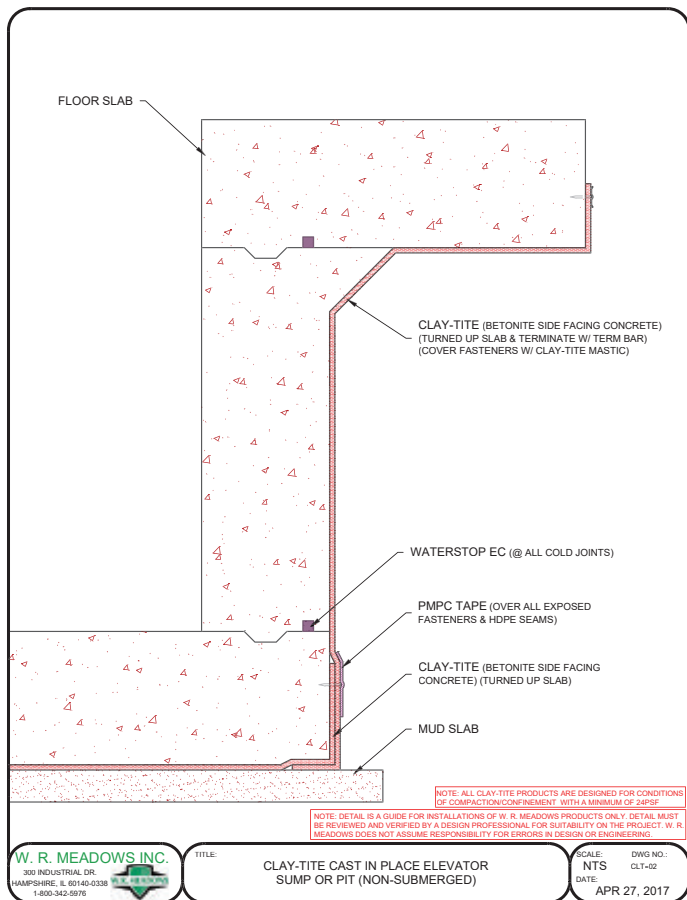 FLOOR SLAB
CLAY-TITE (BETONITE SIDE FACING CONCRETE)
(TURNED UP SLAB & TERMINATE W/ TERM BAR)
(COVER FASTENERS W/ CLAY-TITE MASTIC)
WATERSTOP EC (@ ALL COLD JOINTS)
PMPC TAPE (OVER ALL EXPOSED
FASTENERS & HDPE SEAMS)
CLAY-TITE (BETONITE SIDE FACING
CONCRETE) (TURNED UP SLAB)
MUD SLAB
NOTE: ALL CLAY-TITE PRODUCTS ARE DESIGNED FOR CONDITIONS
OF COMPACTION/CONFINEMENT WITH A MINIMUM OF 24PSF
NOTE: DETAIL IS A GUIDE FOR INSTALLATIONS OF W. R. MEADOWS PRODUCTS ONLY. DETAIL MUST
BE REVIEWED AND VERIFIED BY A DESIGN PROFESSIONAL FOR SUITABILITY ON THE PROJECT. W. R.
MEADOWS DOES NOT ASSUME RESPONSIBILITY FOR ERRORS IN DESIGN OR ENGINEERING.
W. R. MEADOWS INC.
300 INDUSTRIAL DR.
HAMPSHIRE, IL 60140-0338
1-800-342-5976
W. R. MEADOWS
TITLE:
CLAY-TITE CAST IN PLACE ELEVATOR
SUMP OR PIT (NON-SUBMERGED)
SCALE:
NTS
DWG NO.:
CLT-02
DATE:
APR 27, 2017